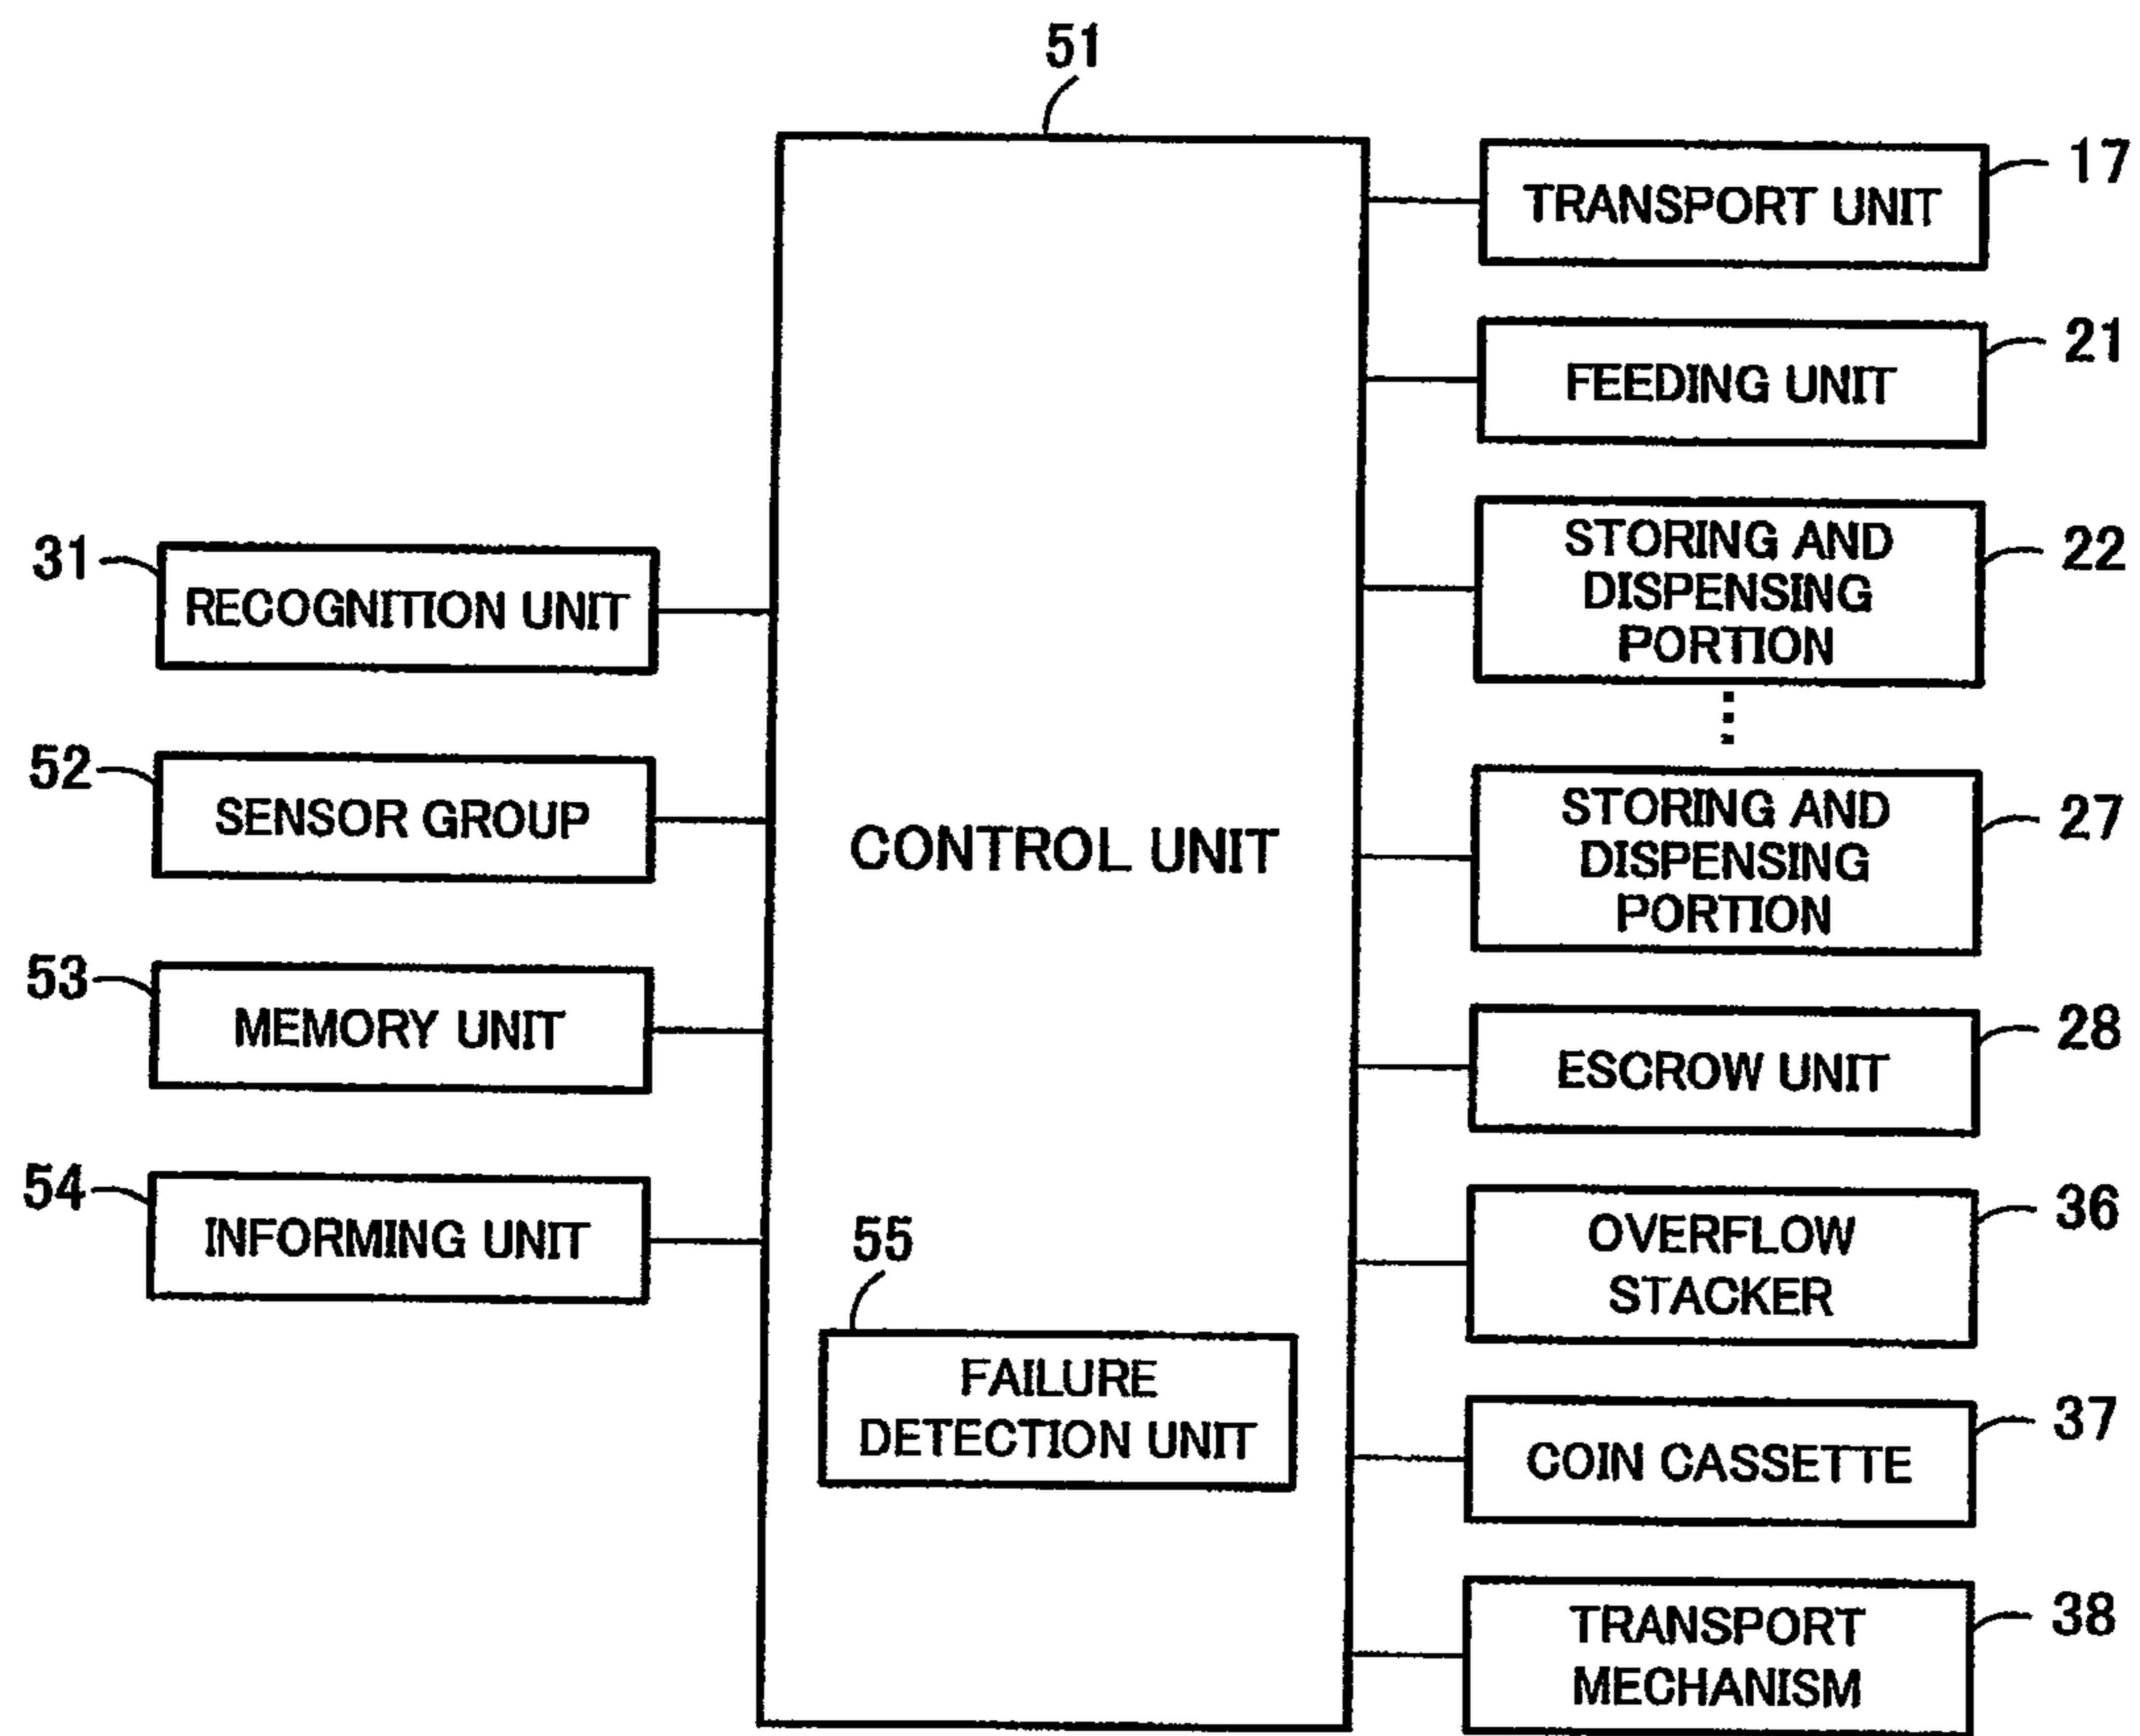 51
TRANSPORT UNIT
17
FEEDING UNIT
21
STORING AND
DISPENSING
PORTION
22
31
RECOGNITION UNIT
52
SENSOR GROUP
CONTROL UNIT
STORING AND
DISPENSING
PORTION
27
53
MEMORY UNIT
ESCROW UNIT
28
54
INFORMING UNIT
OVERFLOW
STACKER
36
55
FAILURE
DETECTION UNIT
COIN CASSETTE
37
TRANSPORT
MECHANISM
38